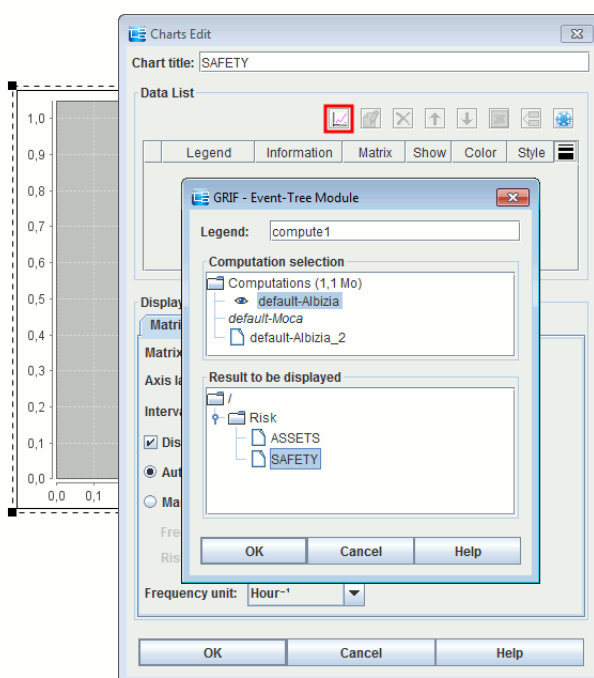 Charts Edit
Chart title: SAFETY
Data List
Legend Information Matrix Show Color Style
GRIF - Event-Tree Module
Legend: compute1
Computation selection
Computations (1,1 Mo)
default-Albizia
default-Moca
default-Albizia_2
Result to be displayed
/
Risk
ASSETS
SAFETY
OK Cancel Help
Display
Matri
Matrix
Axis la
Interva
Dis
Aut
Ma
Fre
Ris
Frequency unit: Hour⁻¹
OK Cancel Help
1,0
0,9
0,8
0,7
0,6
0,5
0,4
0,3
0,2
0,1
0,0
0,0 0,1